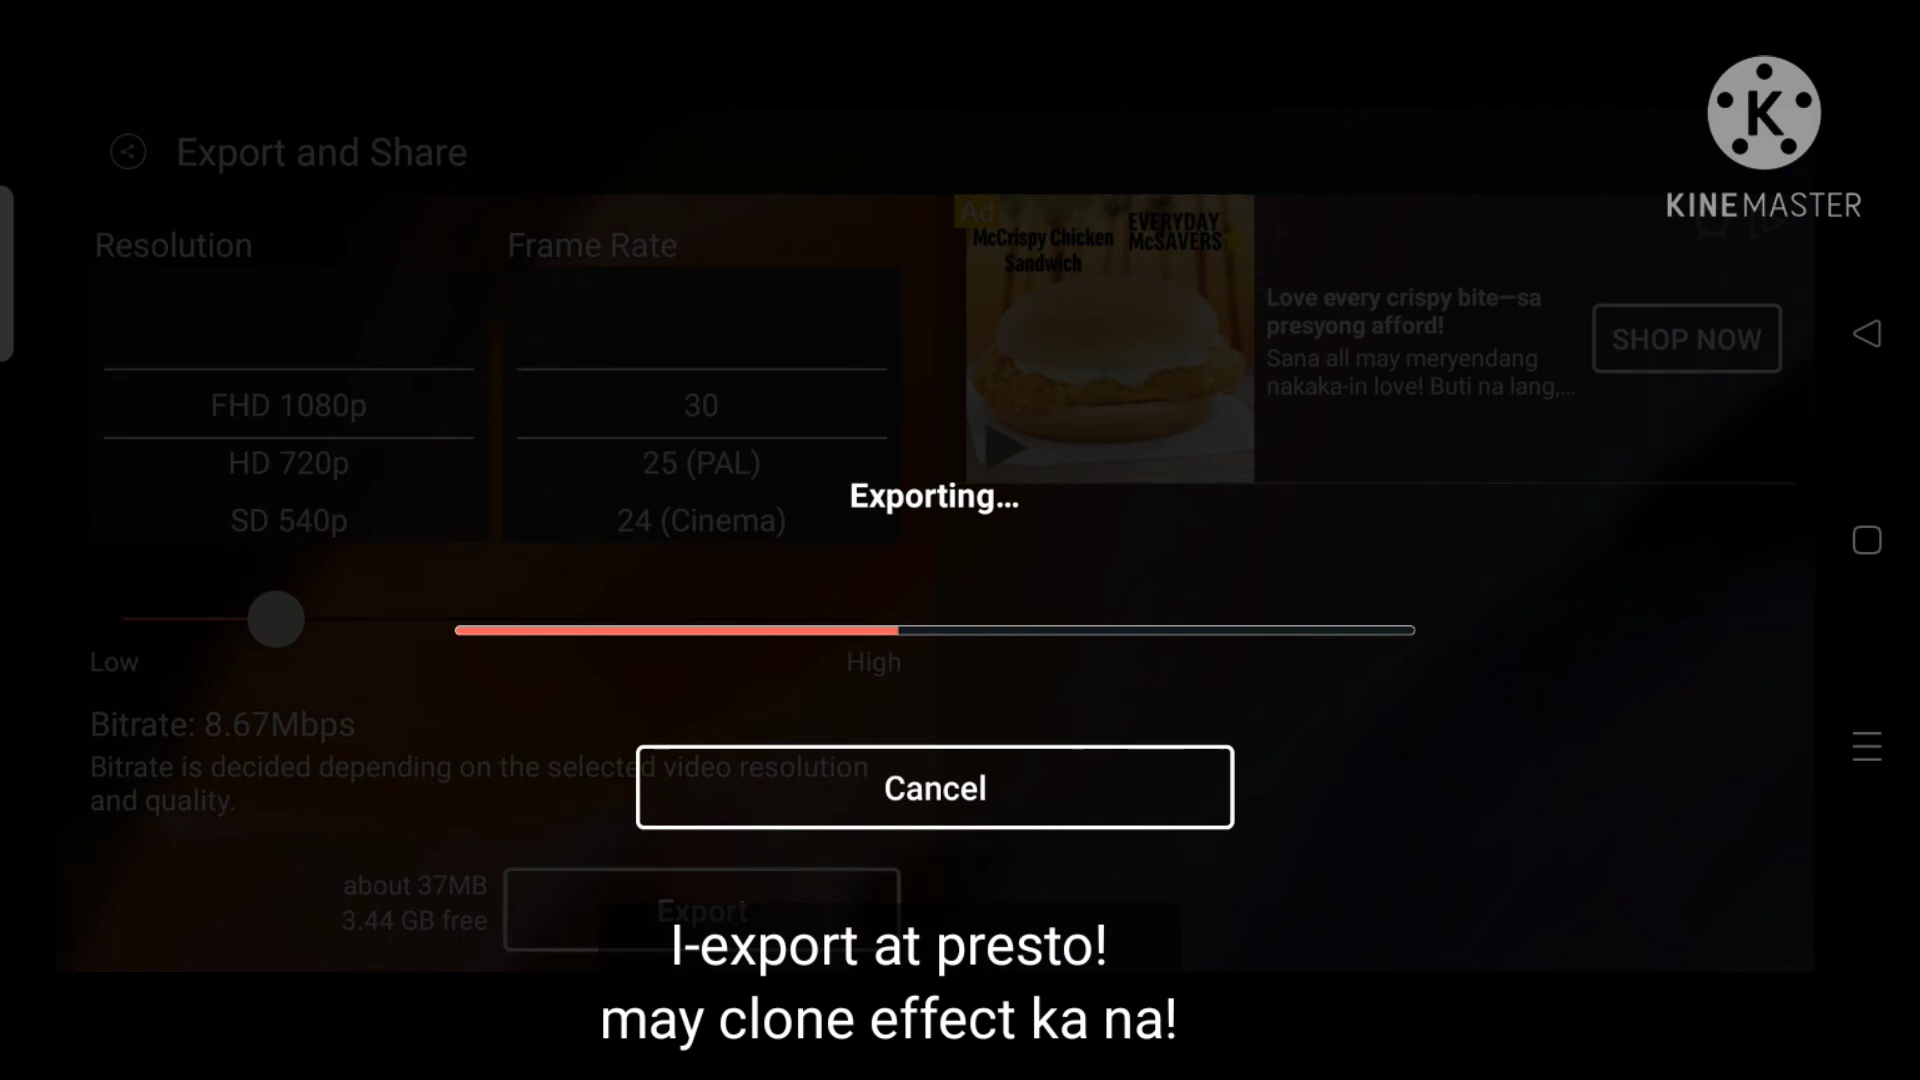 Export and Share
K
KINEMASTER
Resolution
Frame Rate
Ad
McCrispy Chicken
Sandwich
EVERYDAY
McSAVERS
Love every crispy bite—sa
presyong afford!
Sana all may meryendang
nakaka-in love! Buti na lang,...
SHOP NOW
FHD 1080p
HD 720p
SD 540p
30
25 (PAL)
24 (Cinema)
Exporting...
Low
High
Bitrate: 8.67Mbps
Bitrate is decided depending on the selected video resolution
and quality.
Cancel
about 37MB
3.44 GB free
Export
I-export at presto!
may clone effect ka na!